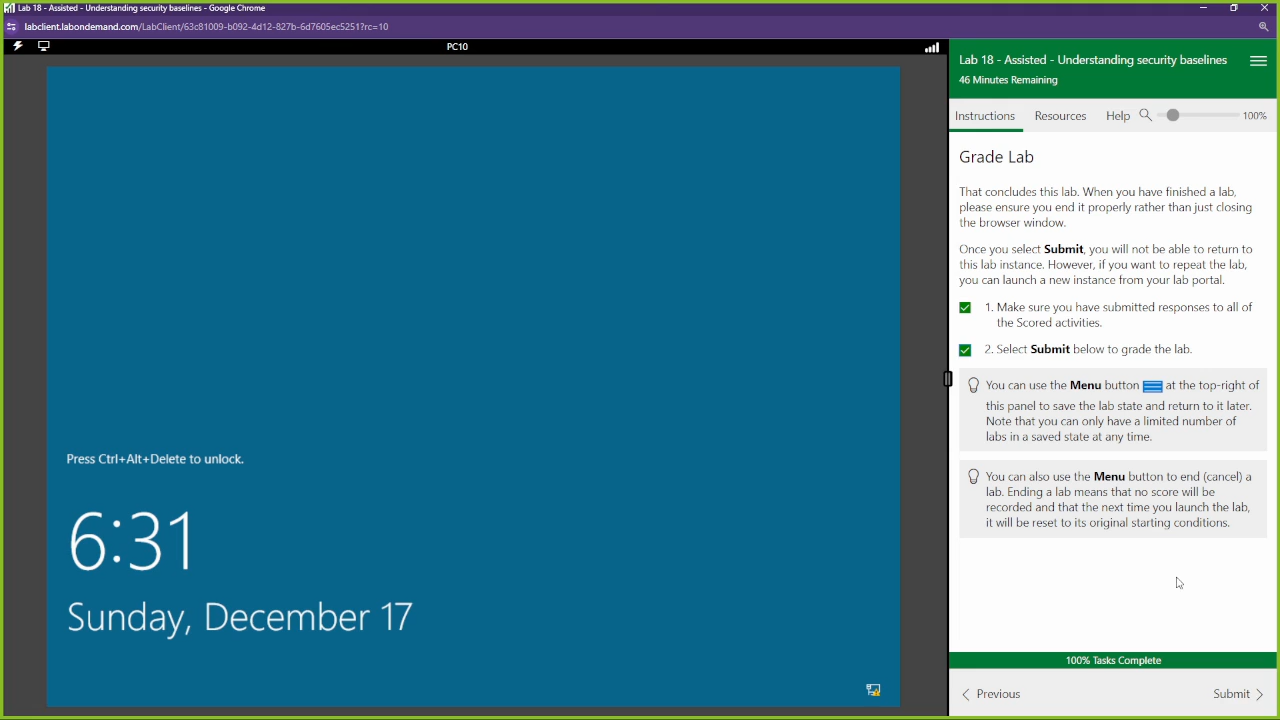 Lab 18 - Assisted - Understanding security baselines - Google Chrome
labclient.labondemand.com/LabClient/63c81009-b092-4d12-827b-6d7605ec5251?rc=10
PC10
Lab 18 - Assisted - Understanding security baselines
46 Minutes Remaining
Instructions Resources Help 100%
Grade Lab
That concludes this lab. When you have finished a lab,
please ensure you end it properly rather than just closing
the browser window.
Once you select Submit, you will not be able to return to
this lab instance. However, if you want to repeat the lab,
you can launch a new instance from your lab portal.
1. Make sure you have submitted responses to all of
the Scored activities.
2. Select Submit below to grade the lab.
You can use the Menu button at the top-right of
this panel to save the lab state and return to it later.
Note that you can only have a limited number of
labs in a saved state at any time.
You can also use the Menu button to end (cancel) a
lab. Ending a lab means that no score will be
recorded and that the next time you launch the lab,
it will be reset to its original starting conditions.
100% Tasks Complete
Previous Submit
Press Ctrl+Alt+Delete to unlock.
6:31
Sunday, December 17